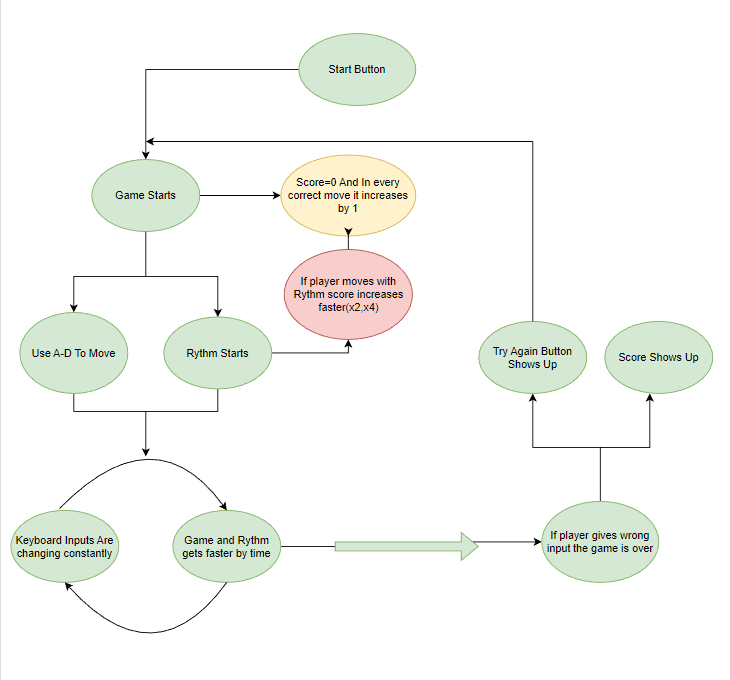 Start Button
Game Starts
Score=0 And In every
correct move it increases
by 1
If player moves with
Rythm score increases
faster(x2,x4)
Use A-D To Move
Rythm Starts
Try Again Button
Shows Up
Score Shows Up
Keyboard Inputs Are
changing constantly
Game and Rythm
gets faster by time
If player gives wrong
input the game is over